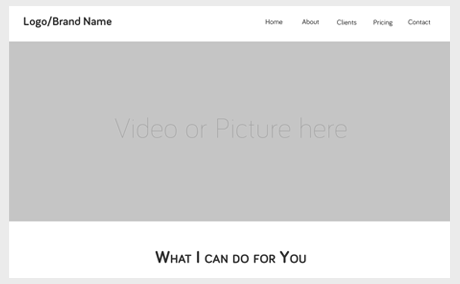 Logo/Brand Name
Home About Clients Pricing Contact
Video or Picture here
What I can do for You